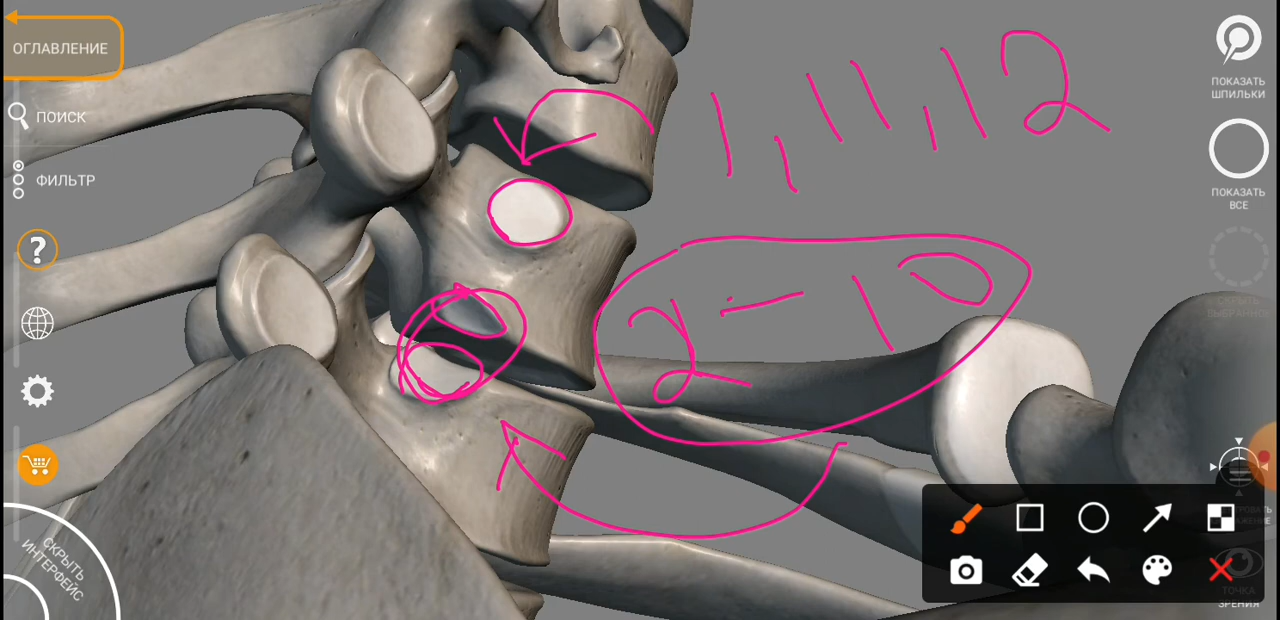 ОГЛАВЛЕНИЕ
ПОИСК
ФИЛЬТР
?
1, 11, 12
2-10
ПОКАЗАТЬ
ШПИЛЬКИ
ПОКАЗАТЬ
ВСЕ
СКРЫТЬ
ИНТЕРФЕЙС
ТОЧКА
ЗРЕНИЯ